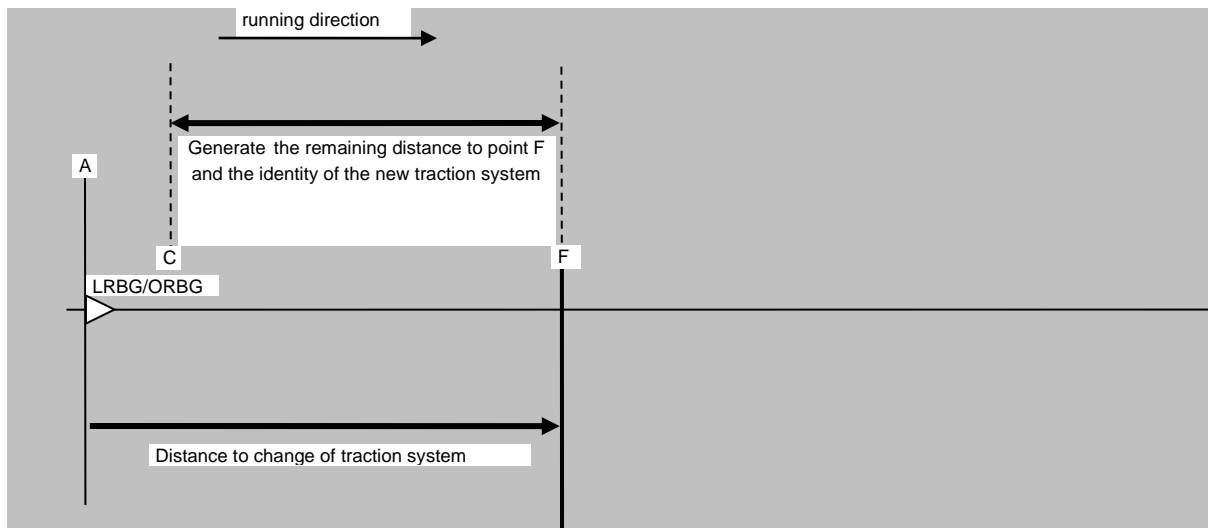 running direction
Generate the remaining distance to point F
and the identity of the new traction system
A
C
F
LRBG/ORBG
Distance to change of traction system